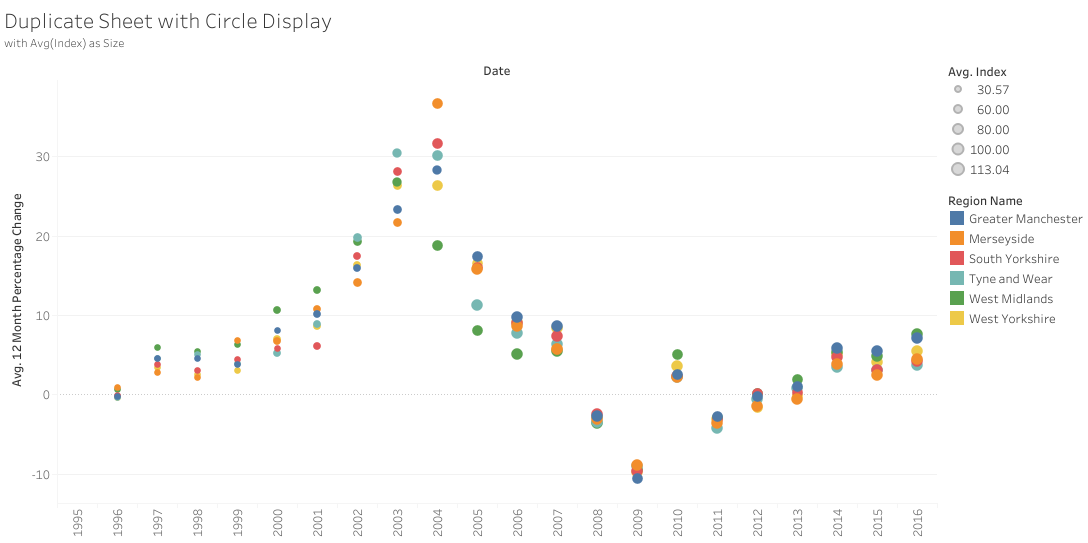 Duplicate Sheet with Circle Display
with Avg(Index) as Size
Date
Avg. 12 Month Percentage Change
30
20
10
0
-10
1995
1996
1997
1998
1999
2000
2001
2002
2003
2004
2005
2006
2007
2008
2009
2010
2011
2012
2013
2014
2015
2016
Avg. Index
30.57
60.00
80.00
100.00
113.04
Region Name
Greater Manchester
Merseyside
South Yorkshire
Tyne and Wear
West Midlands
West Yorkshire